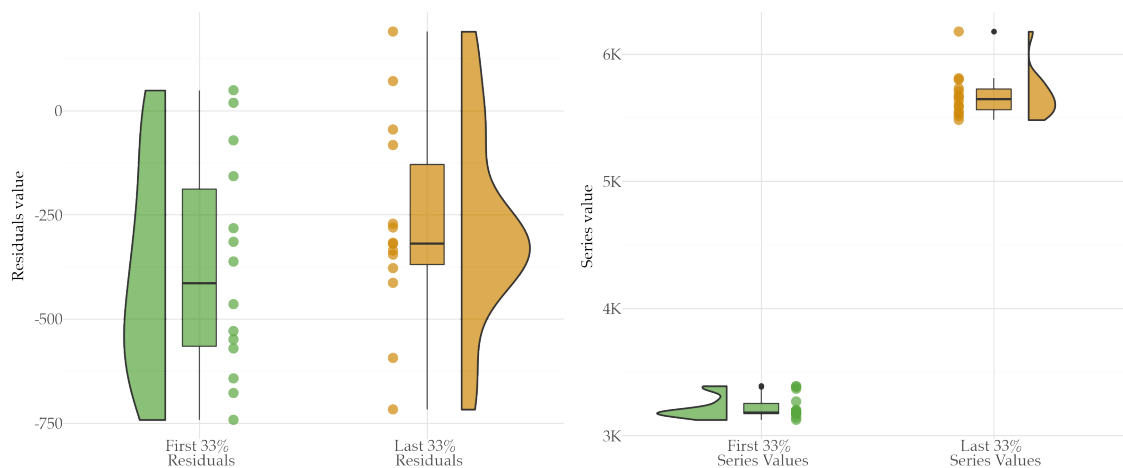 Residuals value
0
-250
-500
-750
First 33%
Residuals
Last 33%
Residuals
Series value
6K
5K
4K
3K
First 33%
Series Values
Last 33%
Series Values